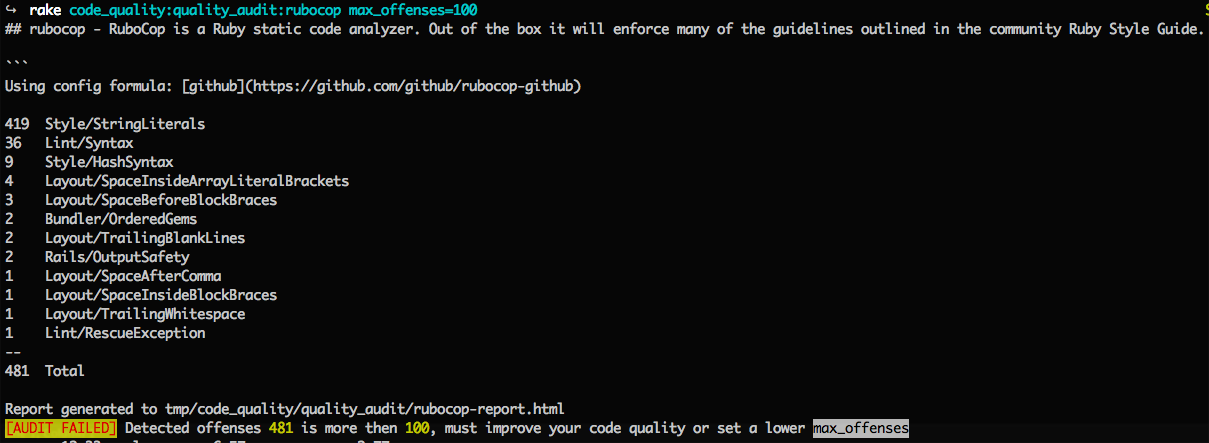 ↪ rake code_quality:quality_audit:rubocop max_offenses=100
## rubocop - RuboCop is a Ruby static code analyzer. Out of the box it will enforce many of the guidelines outlined in the community Ruby Style Guide.
```
Using config formula: [github](https://github.com/github/rubocop-github)
419 Style/StringLiterals
36 Lint/Syntax
9 Style/HashSyntax
4 Layout/SpaceInsideArrayLiteralBrackets
3 Layout/SpaceBeforeBlockBraces
2 Bundler/OrderedGems
2 Layout/TrailingBlankLines
2 Rails/OutputSafety
1 Layout/SpaceAfterComma
1 Layout/SpaceInsideBlockBraces
1 Layout/TrailingWhitespace
1 Lint/RescueException
--
481 Total
Report generated to tmp/code_quality/quality_audit/rubocop-report.html
[AUDIT FAILED] Detected offenses 481 is more then 100, must improve your code quality or set a lower max_offenses